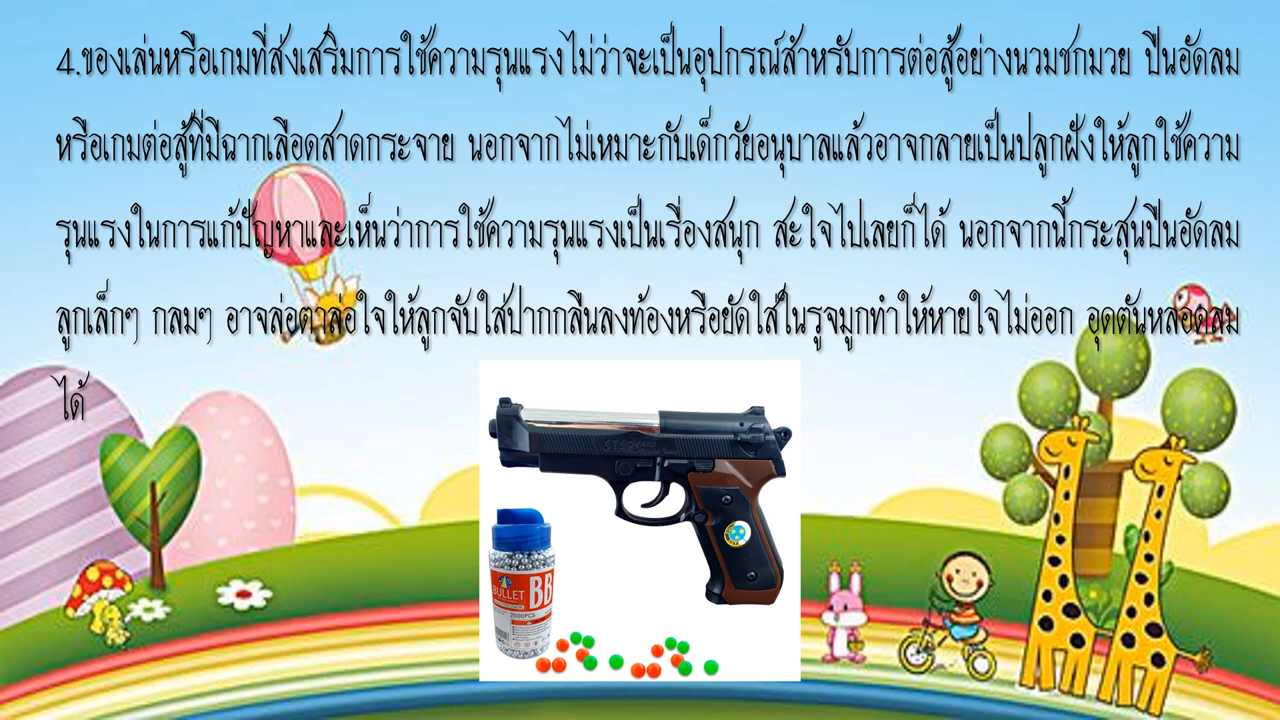 4.ของเล่นหรือเกมที่ส่งเสริมการใช้ความรุนแรงไม่ว่าจะเป็นอุปกรณ์สำหรับการต่อสู้อย่างนวมชกมวย ปืนอัดลม
หรือเกมต่อสู้ที่มีฉากเลือดสาดกระจาย นอกจากไม่เหมาะกับเด็กวัยอนุบาลแล้วอาจกลายเป็นปลูกฝังให้ลูกใช้ความ
รุนแรงในการแก้ปัญหาและเห็นว่าการใช้ความรุนแรงเป็นเรื่องสนุก สะใจไปเลยก็ได้ นอกจากนี้กระสุนปืนอัดลม
ลูกเล็กๆ กลมๆ อาจล่อตาล่อใจให้ลูกจับใส่ปากกลืนลงท้องหรือยัดใส่ในรูจมูกทำให้หายใจไม่ออก อุดตันหลอดลม
ได้
BULLET
BB
2000PCS